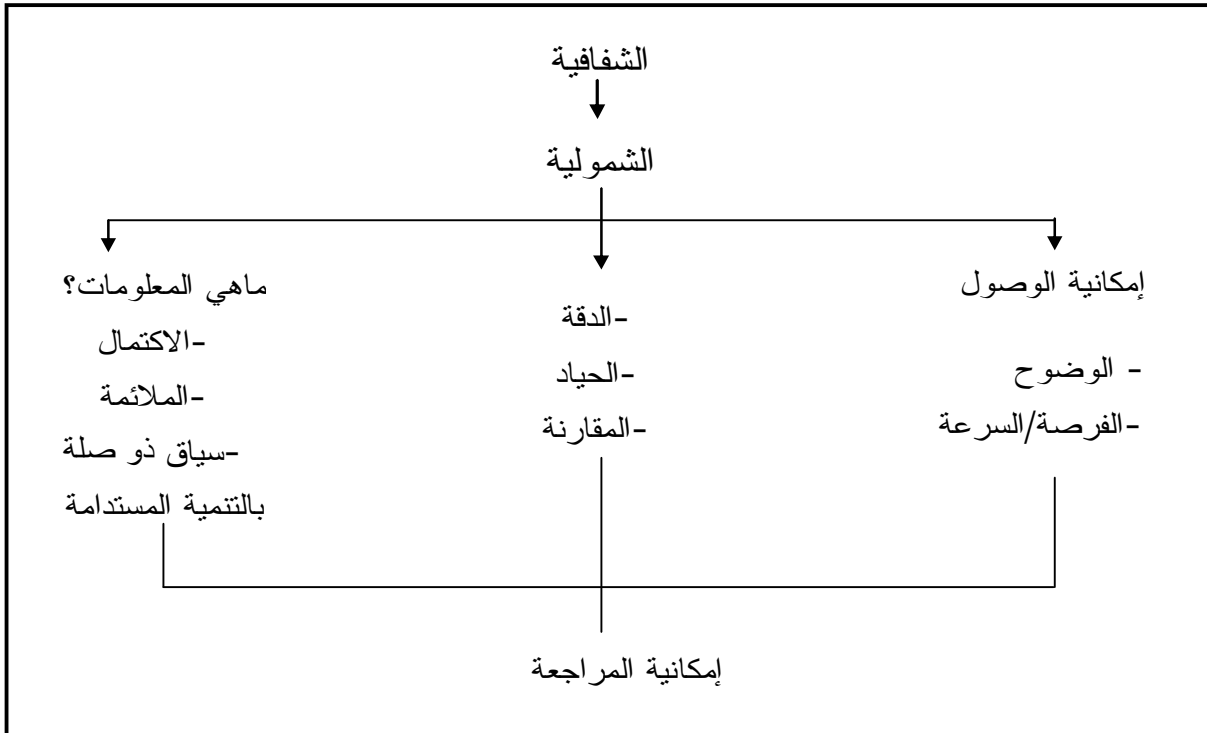 الشفافية
الشمولية
إمكانية الوصول
- الوضوح
-الفرصة/السرعة
-الدقة
-الحياد
-المقارنة
ماهي المعلومات؟
-الاكتمال
-الملائمة
-سياق ذو صلة
بالتنمية المستدامة
إمكانية المراجعة